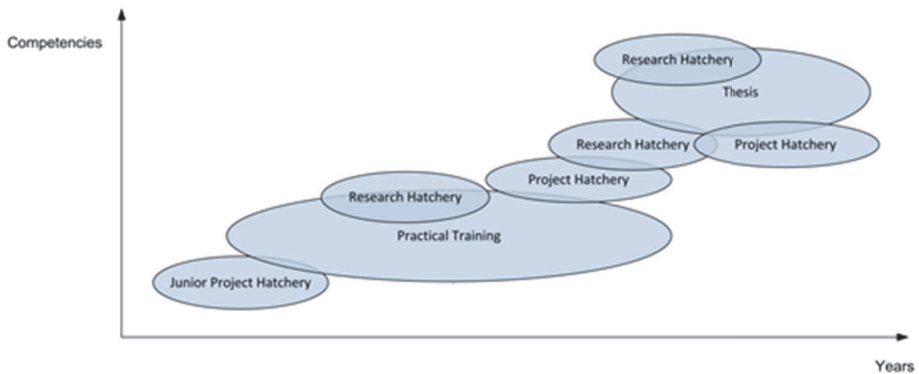 Competencies
Research Hatchery
Thesis
Research Hatchery
Project Hatchery
Project Hatchery
Research Hatchery
Practical Training
Junior Project Hatchery
Years